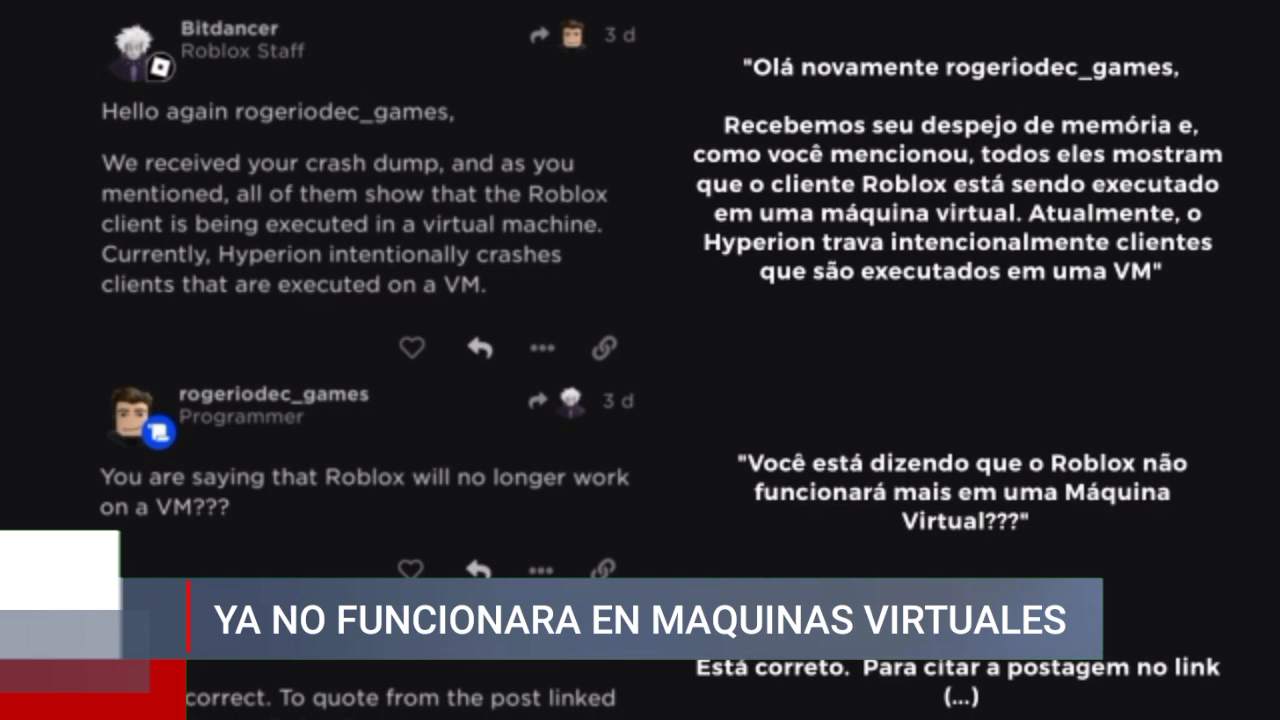 Bitdancer
Roblox Staff
3 d
Hello again rogeriodec_games,
We received your crash dump, and as you
mentioned, all of them show that the Roblox
client is being executed in a virtual machine.
Currently, Hyperion intentionally crashes
clients that are executed on a VM.
"Olá novamente rogeriodec_games,
Recebemos seu despejo de memória e,
como você mencionou, todos eles mostram
que o cliente Roblox está sendo executado
em uma máquina virtual. Atualmente, o
Hyperion trava intencionalmente clientes
que são executados em uma VM"
rogeriodec_games
Programmer
3 d
You are saying that Roblox will no longer work
on a VM???
"Você está dizendo que o Roblox não
funcionará mais em uma Máquina
Virtual???"
YA NO FUNCIONARA EN MAQUINAS VIRTUALES
correct. To quote from the post linked
Está correto. Para citar a postagem no link
(...)